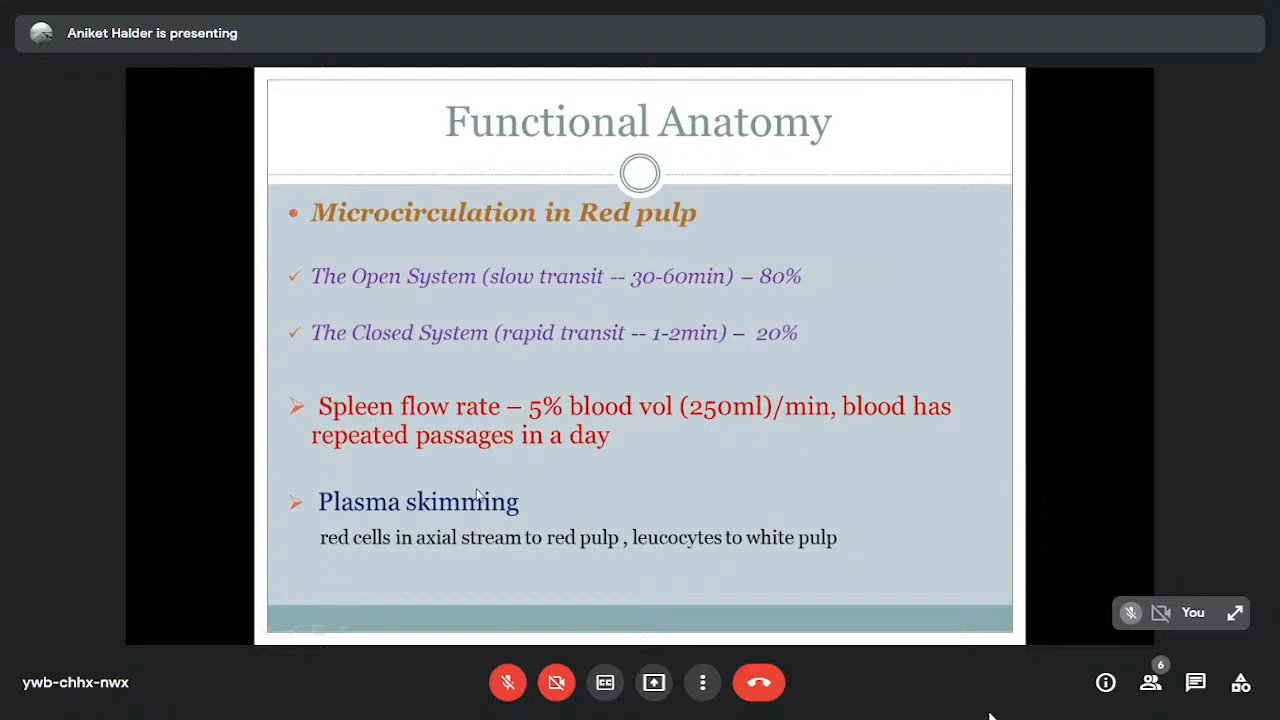 Aniket Halder is presenting
Functional Anatomy
Microcirculation in Red pulp
The Open System (slow transit -- 30-60min) – 80%
The Closed System (rapid transit -- 1-2min) – 20%
Spleen flow rate – 5% blood vol (250ml)/min, blood has
repeated passages in a day
Plasma skimming
red cells in axial stream to red pulp , leucocytes to white pulp
You
6
ywb-chhx-nwx
CC